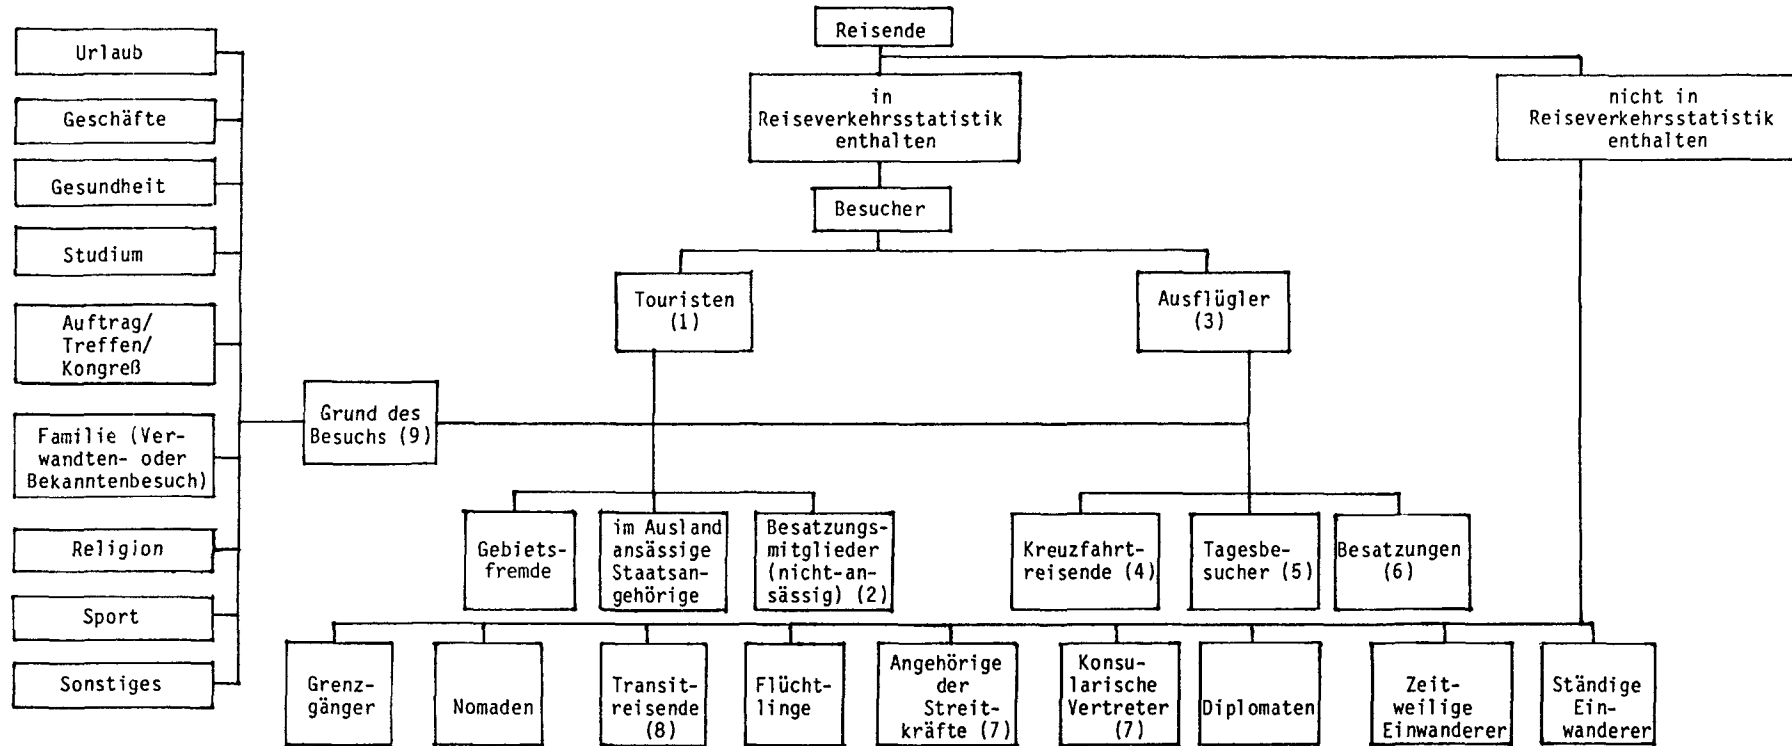 Reisende
in
Reiseverkehrsstatistik
enthalten
nicht in
Reiseverkehrsstatistik
enthalten
Besucher
Touristen
(1)
Ausflügler
(3)
Urlaub
Geschäfte
Gesundheit
Studium
Auftrag/
Treffen/
Kongreß
Familie (Ver-
wandten- oder
Bekanntenbesuch)
Religion
Sport
Sonstiges
Grund des
Besuchs (9)
Gebiets-
fremde
im Ausland
ansässige
Staatsan-
gehörige
Besatzungs-
mitglieder
(nicht-an-
sässig) (2)
Kreuzfahrt-
reisende (4)
Tagesbe-
sucher (5)
Besatzungen
(6)
Grenz-
gänger
Nomaden
Transit-
reisende
(8)
Flücht-
linge
Angehörige
der
Streit-
kräfte (7)
Konsu-
larische
Vertreter
(7)
Diplomaten
Zeit-
weilige
Einwanderer
Ständige
Ein-
wanderer